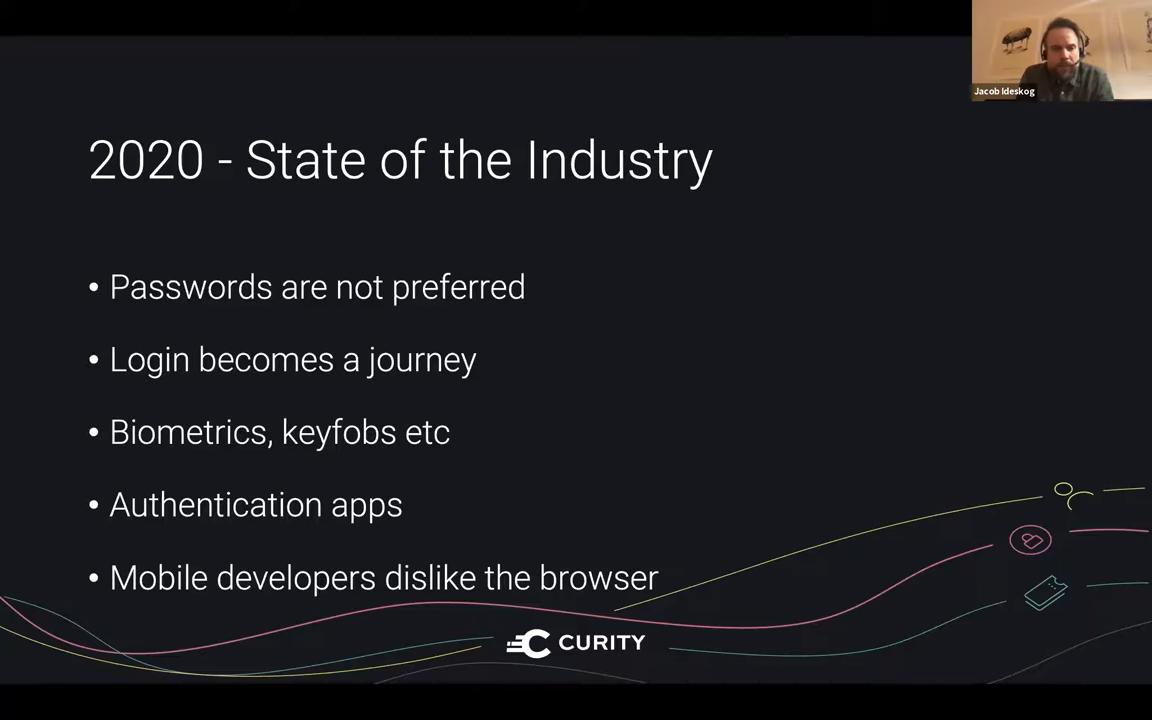 Jacob Ideskog
2020 - State of the Industry
• Passwords are not preferred
• Login becomes a journey
• Biometrics, keyfobs etc
• Authentication apps
• Mobile developers dislike the browser
CURITY